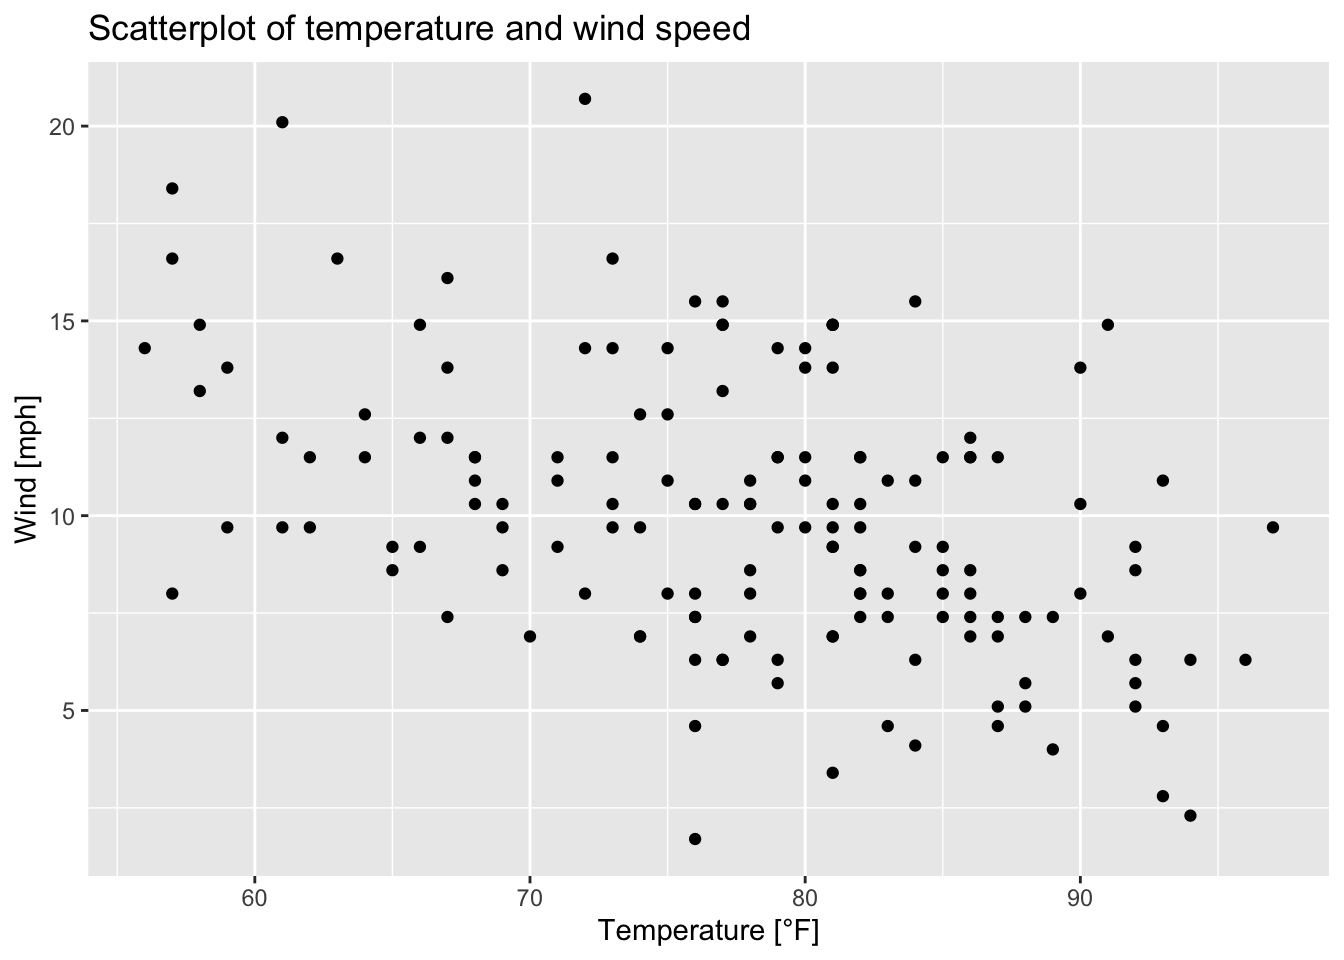 Scatterplot of temperature and wind speed
20
15
10
5
Wind [mph]
60 70 80 90
Temperature [°F]